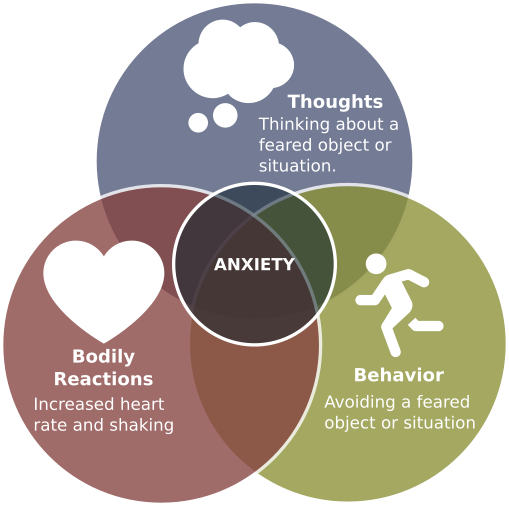 Thoughts
Thinking about a
feared object or
situation.
ANXIETY
Bodily
Reactions
Increased heart
rate and shaking
Behavior
Avoiding a feared
object or situation